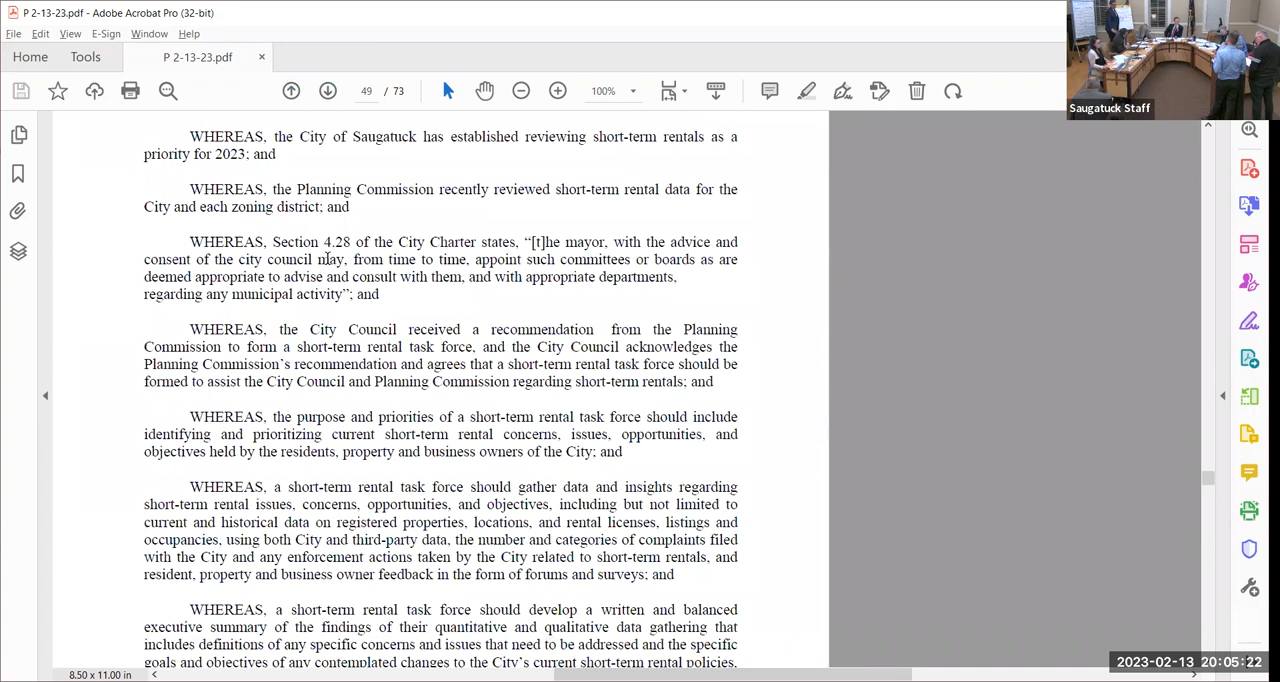 P 2-13-23.pdf - Adobe Acrobat Pro (32-bit)
File Edit View E-Sign Window Help
Home Tools P 2-13-23.pdf ×
49 / 73 100%
Saugatuck Staff
WHEREAS, the City of Saugatuck has established reviewing short-term rentals as a
priority for 2023; and
WHEREAS, the Planning Commission recently reviewed short-term rental data for the
City and each zoning district; and
WHEREAS, Section 4.28 of the City Charter states, “[t]he mayor, with the advice and
consent of the city council may, from time to time, appoint such committees or boards as are
deemed appropriate to advise and consult with them, and with appropriate departments,
regarding any municipal activity”; and
WHEREAS, the City Council received a recommendation from the Planning
Commission to form a short-term rental task force, and the City Council acknowledges the
Planning Commission’s recommendation and agrees that a short-term rental task force should be
formed to assist the City Council and Planning Commission regarding short-term rentals; and
WHEREAS, the purpose and priorities of a short-term rental task force should include
identifying and prioritizing current short-term rental concerns, issues, opportunities, and
objectives held by the residents, property and business owners of the City; and
WHEREAS, a short-term rental task force should gather data and insights regarding
short-term rental issues, concerns, opportunities, and objectives, including but not limited to
current and historical data on registered properties, locations, and rental licenses, listings and
occupancies, using both City and third-party data, the number and categories of complaints filed
with the City and any enforcement actions taken by the City related to short-term rentals, and
resident, property and business owner feedback in the form of forums and surveys; and
WHEREAS, a short-term rental task force should develop a written and balanced
executive summary of the findings of their quantitative and qualitative data gathering that
includes definitions of any specific concerns and issues that need to be addressed and the specific
goals and objectives of any contemplated changes to the City’s current short-term rental policies,
8.50 x 11.00 in
2023-02-13 20:05:22